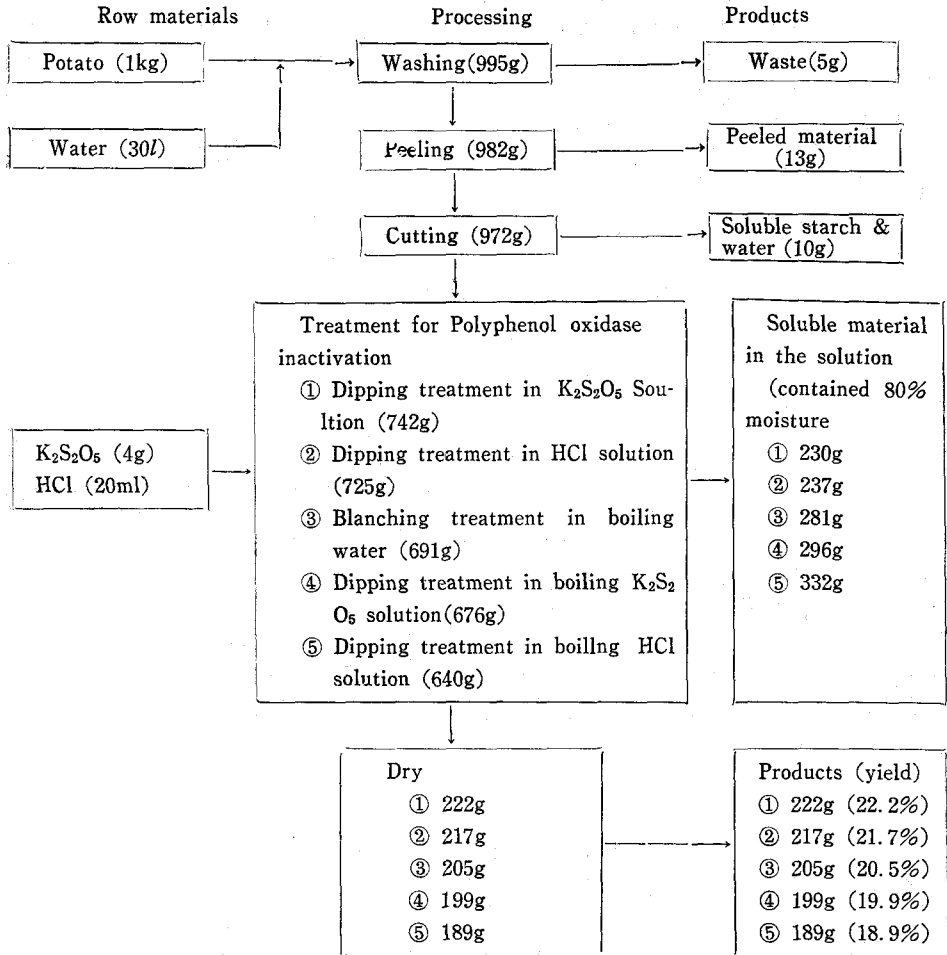 Row materials
Processing
Products
Potato (1kg)
Washing(995g)
Waste(5g)
Water (30l)
Peeling (982g)
Peeled material
(13g)
Cutting (972g)
Soluble starch &
water (10g)
Treatment for Polyphenol oxidase
inactivation
① Dipping treatment in K₂S₂O₅ Sou-
ltion (742g)
② Dipping treatment in HCl solution
(725g)
③ Blanching treatment in boiling
water (691g)
④ Dipping treatment in boiling K₂S₂
O₅ solution(676g)
⑤ Dipping treatment in boillng HCl
solution (640g)
K₂S₂O₅ (4g)
HCl (20ml)
Soluble material
in the solution
(contained 80%
moisture
① 230g
② 237g
③ 281g
④ 296g
⑤ 332g
Dry
① 222g
② 217g
③ 205g
④ 199g
⑤ 189g
Products (yield)
① 222g (22.2%)
② 217g (21.7%)
③ 205g (20.5%)
④ 199g (19.9%)
⑤ 189g (18.9%)